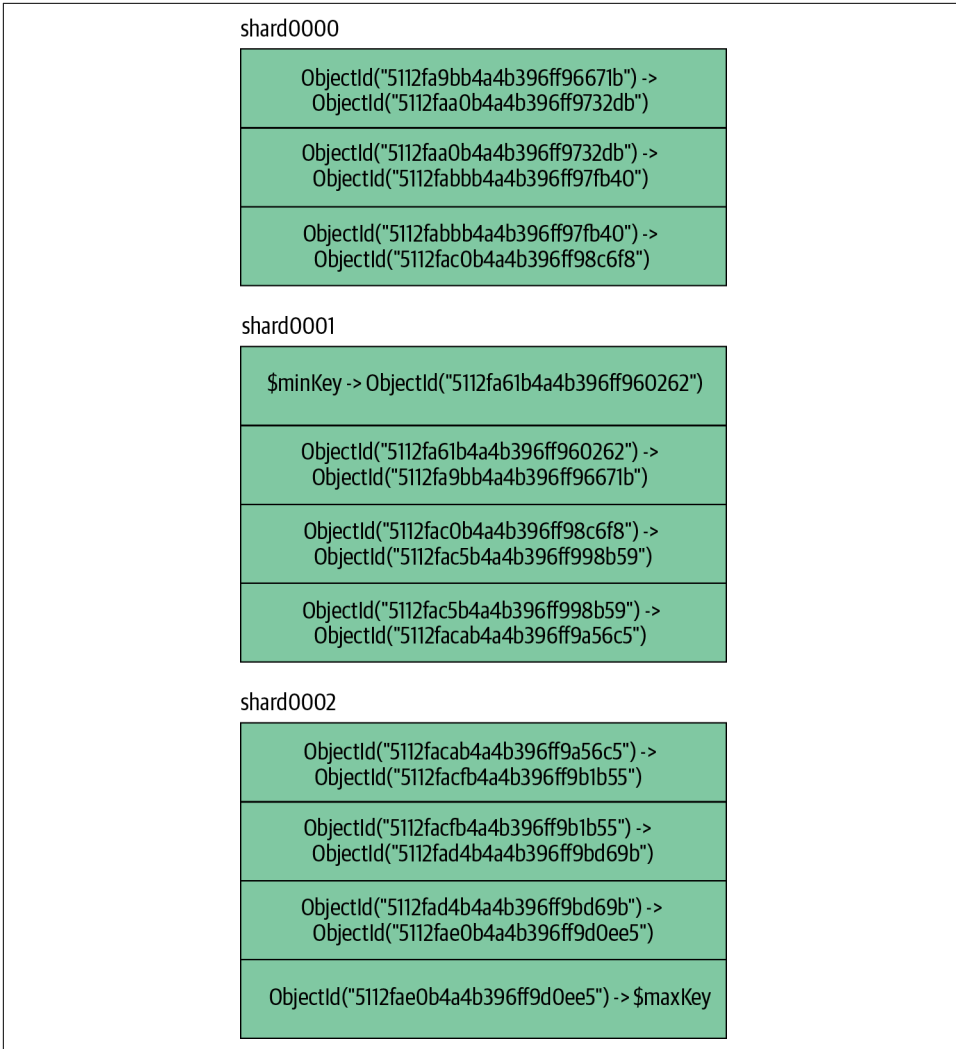 shard0000
ObjectId("5112fa9bb4a4b396ff96671b") ->
ObjectId("5112faa0b4a4b396ff9732db")
ObjectId("5112faa0b4a4b396ff9732db") ->
ObjectId("5112fabbb4a4b396ff97fb40")
ObjectId("5112fabbb4a4b396ff97fb40") ->
ObjectId("5112fac0b4a4b396ff98c6f8")
shard0001
$minKey -> ObjectId("5112fa61b4a4b396ff960262")
ObjectId("5112fa61b4a4b396ff960262") ->
ObjectId("5112fa9bb4a4b396ff96671b")
ObjectId("5112fac0b4a4b396ff98c6f8") ->
ObjectId("5112fac5b4a4b396ff998b59")
ObjectId("5112fac5b4a4b396ff998b59") ->
ObjectId("5112facab4a4b396ff9a56c5")
shard0002
ObjectId("5112facab4a4b396ff9a56c5") ->
ObjectId("5112facfb4a4b396ff9b1b55")
ObjectId("5112facfb4a4b396ff9b1b55") ->
ObjectId("5112fad4b4a4b396ff9bd69b")
ObjectId("5112fad4b4a4b396ff9bd69b") ->
ObjectId("5112fae0b4a4b396ff9d0ee5")
ObjectId("5112fae0b4a4b396ff9d0ee5") -> $maxKey